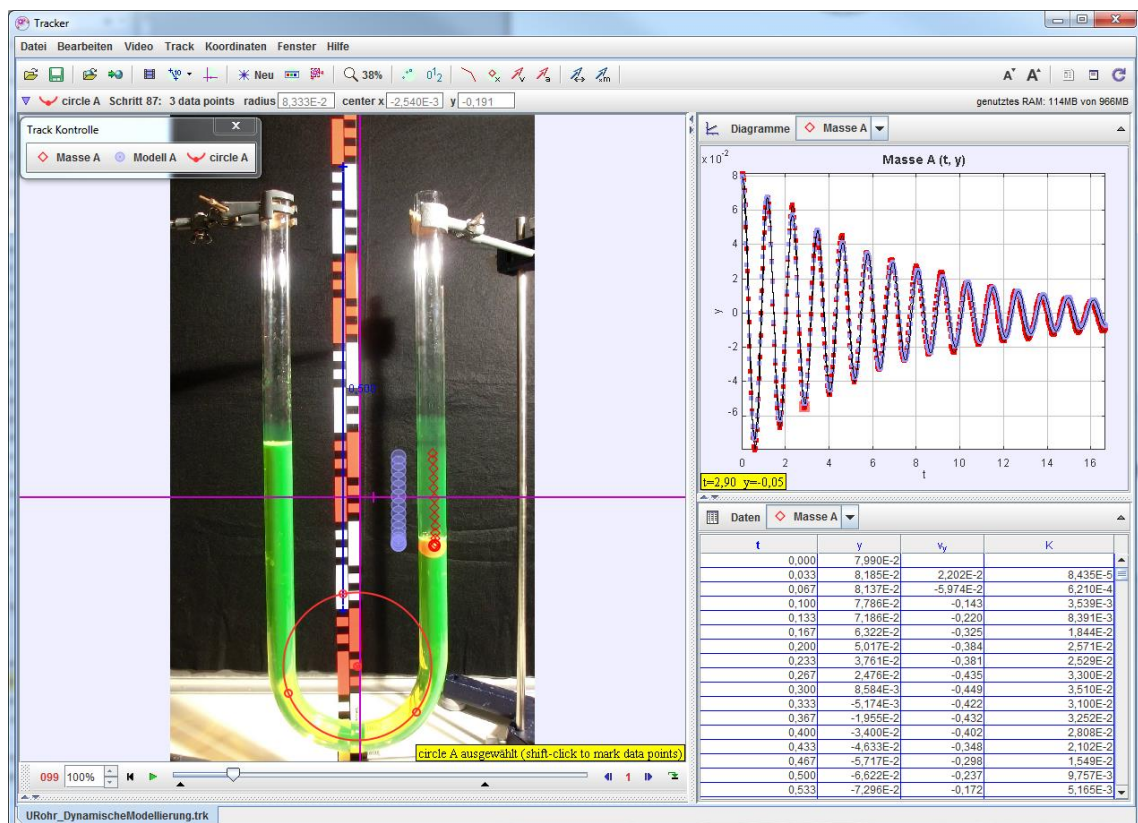 Tracker
Datei Bearbeiten Video Track Koordinaten Fenster Hilfe
Neu 38%
circle A Schritt 87: 3 data points radius 8,333E-2 center x -2,540E-3 y -0,191 genutztes RAM: 114MB von 966MB
Track Kontrolle x
Masse A Modell A circle A
circle A ausgewählt (shift-click to mark data points)
099 100% 1
URohr_DynamischeModellierung.trk
Diagramme Masse A
x 10^-2
Masse A (t, y)
8
6
4
2
0
-2
-4
-6
y
0 2 4 6 8 10 12 14 16
t
t=2,90 y=-0,05
Daten Masse A
t y v_y K
0,000 7,990E-2
0,033 8,185E-2 2,202E-2 8,435E-5
0,067 8,137E-2 -5,974E-2 6,210E-4
0,100 7,786E-2 -0,143 3,539E-3
0,133 7,186E-2 -0,220 8,391E-3
0,167 6,322E-2 -0,325 1,844E-2
0,200 5,017E-2 -0,384 2,571E-2
0,233 3,761E-2 -0,381 2,529E-2
0,267 2,476E-2 -0,435 3,300E-2
0,300 8,584E-3 -0,449 3,510E-2
0,333 -5,174E-3 -0,422 3,100E-2
0,367 -1,955E-2 -0,432 3,252E-2
0,400 -3,400E-2 -0,402 2,808E-2
0,433 -4,633E-2 -0,348 2,102E-2
0,467 -5,717E-2 -0,298 1,549E-2
0,500 -6,622E-2 -0,237 9,757E-3
0,533 -7,296E-2 -0,172 5,165E-3